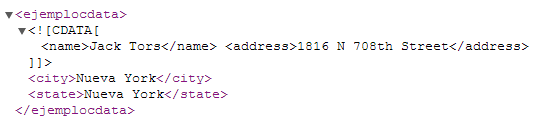 <ejemplocdata>
<![CDATA[
<name>Jack Tors</name> <address>1816 N 708th Street</address>
]]>
<city>Nueva York</city>
<state>Nueva York</state>
</ejemplocdata>